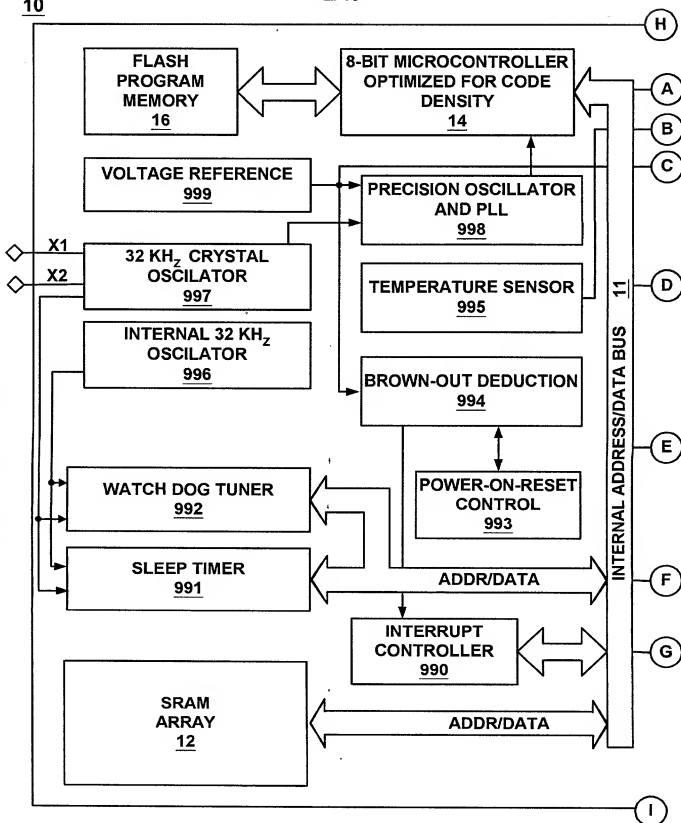 10
H
FLASH
PROGRAM
MEMORY
16
8-BIT MICROCONTROLLER
OPTIMIZED FOR CODE
DENSITY
14
A
B
C
VOLTAGE REFERENCE
999
PRECISION OSCILLATOR
AND PLL
998
X1
X2
32 KHZ CRYSTAL
OSCILATOR
997
TEMPERATURE SENSOR
995
D
INTERNAL 32 KHZ
OSCILATOR
996
BROWN-OUT DEDUCTION
994
INTERNAL ADDRESS/DATA BUS 11
E
WATCH DOG TUNER
992
POWER-ON-RESET
CONTROL
993
SLEEP TIMER
991
ADDR/DATA
F
INTERRUPT
CONTROLLER
990
G
SRAM
ARRAY
12
ADDR/DATA
I